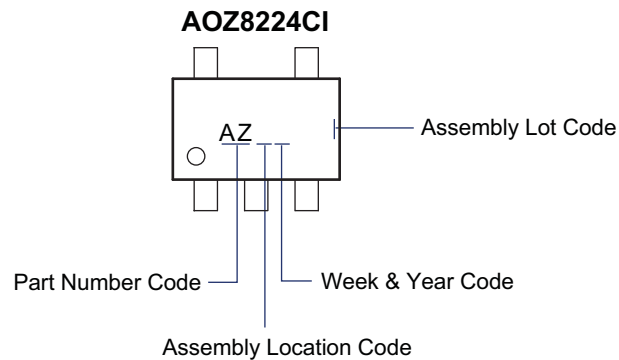 AOZ8224CI
AZ
Assembly Lot Code
Part Number Code
Week & Year Code
Assembly Location Code